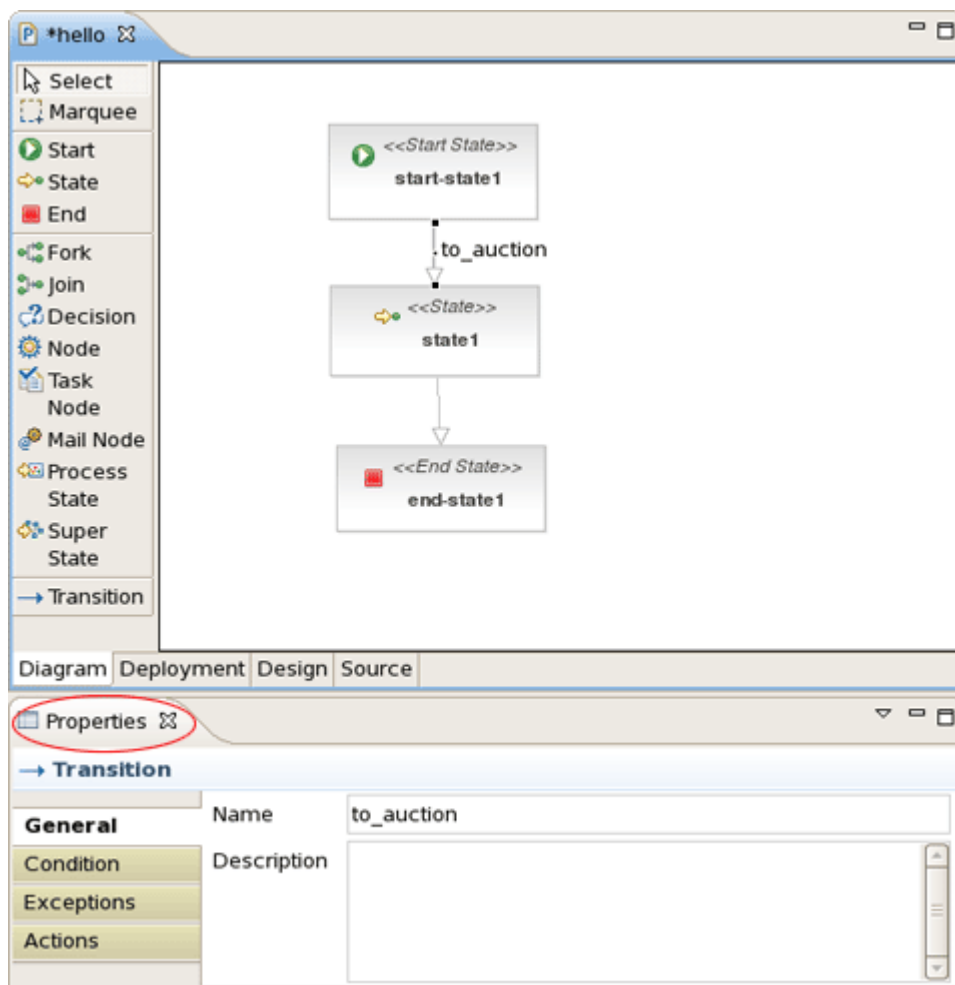 *hello
Select
Marquee
Start
State
End
Fork
Join
Decision
Node
Task
Node
Mail Node
Process
State
Super
State
Transition
<<Start State>>
start-state1
to_auction
<<State>>
state1
<<End State>>
end-state1
Diagram Deployment Design Source
Properties
Transition
General
Condition
Exceptions
Actions
Name to_auction
Description